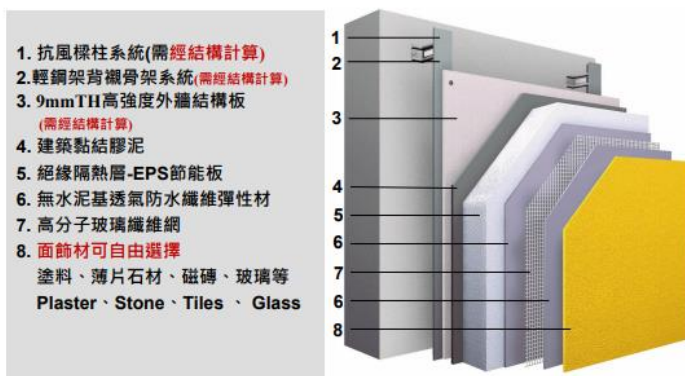 1. 抗風樑柱系統(需經結構計算)
2.輕鋼架背襯骨架系統(需經結構計算)
3. 9mmTH高強度外牆結構板
(需經結構計算)
4. 建築黏結膠泥
5. 絕緣隔熱層-EPS節能板
6. 無水泥基透氣防水纖維彈性材
7. 高分子玻璃纖維網
8. 面飾材可自由選擇
塗料、薄片石材、磁磚、玻璃等
Plaster、Stone、Tiles 、 Glass
1
2
3
4
5
6
7
6
8